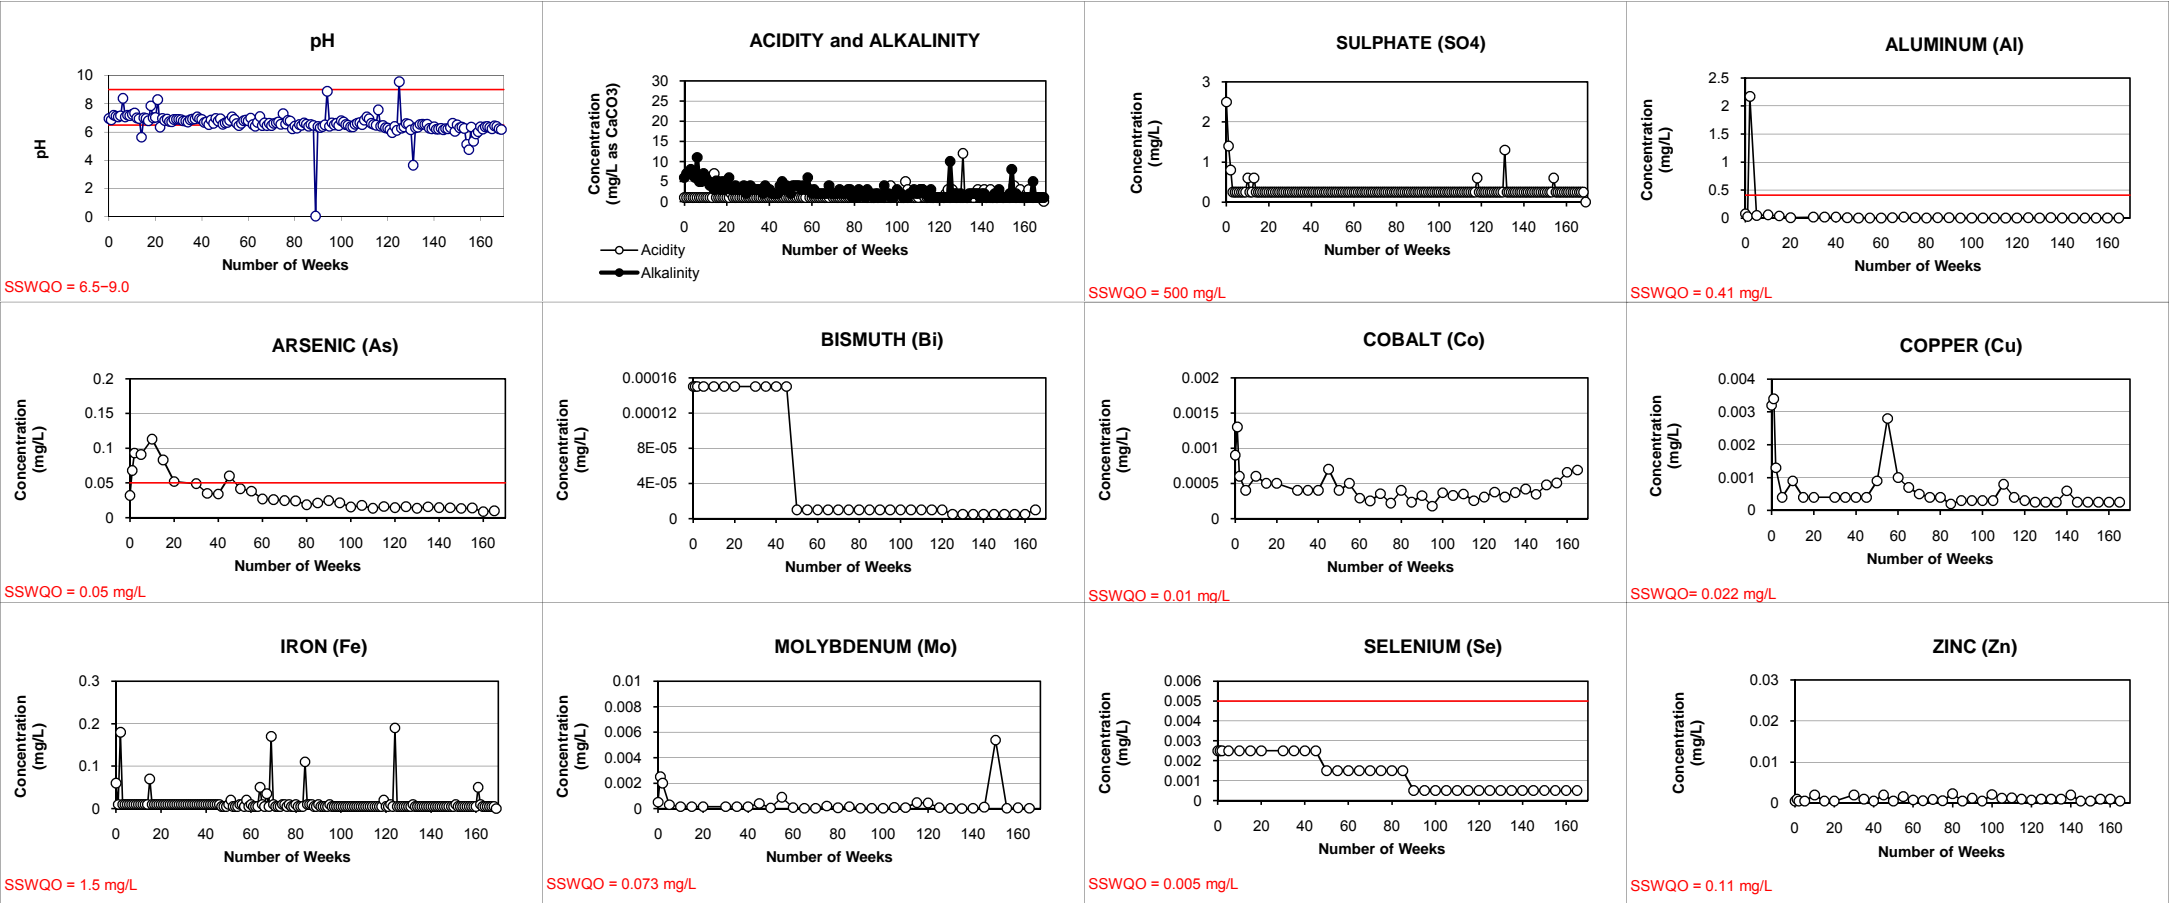 pH
10
8
6
4
2
0
0 20 40 60 80 100 120 140 160
pH
Number of Weeks
SSWQO = 6.5−9.0
ACIDITY and ALKALINITY
30
25
20
15
10
5
0
0 20 40 60 80 100 120 140 160
Concentration
(mg/L as CaCO3)
Number of Weeks
Acidity
Alkalinity
SULPHATE (SO4)
3
2
1
0
0 20 40 60 80 100 120 140 160
Concentration
(mg/L)
Number of Weeks
SSWQO = 500 mg/L
ALUMINUM (Al)
2.5
2
1.5
1
0.5
0
0 20 40 60 80 100 120 140 160
Concentration
(mg/L)
Number of Weeks
SSWQO = 0.41 mg/L
ARSENIC (As)
0.2
0.15
0.1
0.05
0
0 20 40 60 80 100 120 140 160
Concentration
(mg/L)
Number of Weeks
SSWQO = 0.05 mg/L
BISMUTH (Bi)
0.00016
0.00012
8E-05
4E-05
0
0 20 40 60 80 100 120 140 160
Concentration
(mg/L)
Number of Weeks
COBALT (Co)
0.002
0.0015
0.001
0.0005
0
0 20 40 60 80 100 120 140 160
Concentration
(mg/L)
Number of Weeks
SSWQO = 0.01 mg/L
COPPER (Cu)
0.004
0.003
0.002
0.001
0
0 20 40 60 80 100 120 140 160
Concentration
(mg/L)
Number of Weeks
SSWQO= 0.022 mg/L
IRON (Fe)
0.3
0.2
0.1
0
0 20 40 60 80 100 120 140 160
Concentration
(mg/L)
Number of Weeks
SSWQO = 1.5 mg/L
MOLYBDENUM (Mo)
0.01
0.008
0.006
0.004
0.002
0
0 20 40 60 80 100 120 140 160
Concentration
(mg/L)
Number of Weeks
SSWQO = 0.073 mg/L
SELENIUM (Se)
0.006
0.005
0.004
0.003
0.002
0.001
0
0 20 40 60 80 100 120 140 160
Concentration
(mg/L)
Number of Weeks
SSWQO = 0.005 mg/L
ZINC (Zn)
0.03
0.02
0.01
0
0 20 40 60 80 100 120 140 160
Concentration
(mg/L)
Number of Weeks
SSWQO = 0.11 mg/L